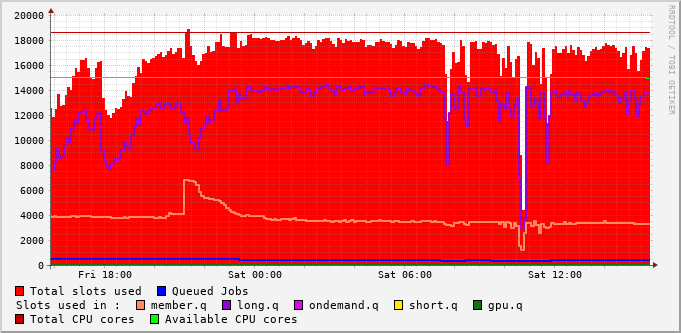 20000
18000
16000
14000
12000
10000
8000
6000
4000
2000
0
Fri 18:00 Sat 00:00 Sat 06:00 Sat 12:00
RRDTOOL / TOBI OETIKER
Total slots used Queued Jobs
Slots used in : member.q long.q ondemand.q short.q gpu.q
Total CPU cores Available CPU cores